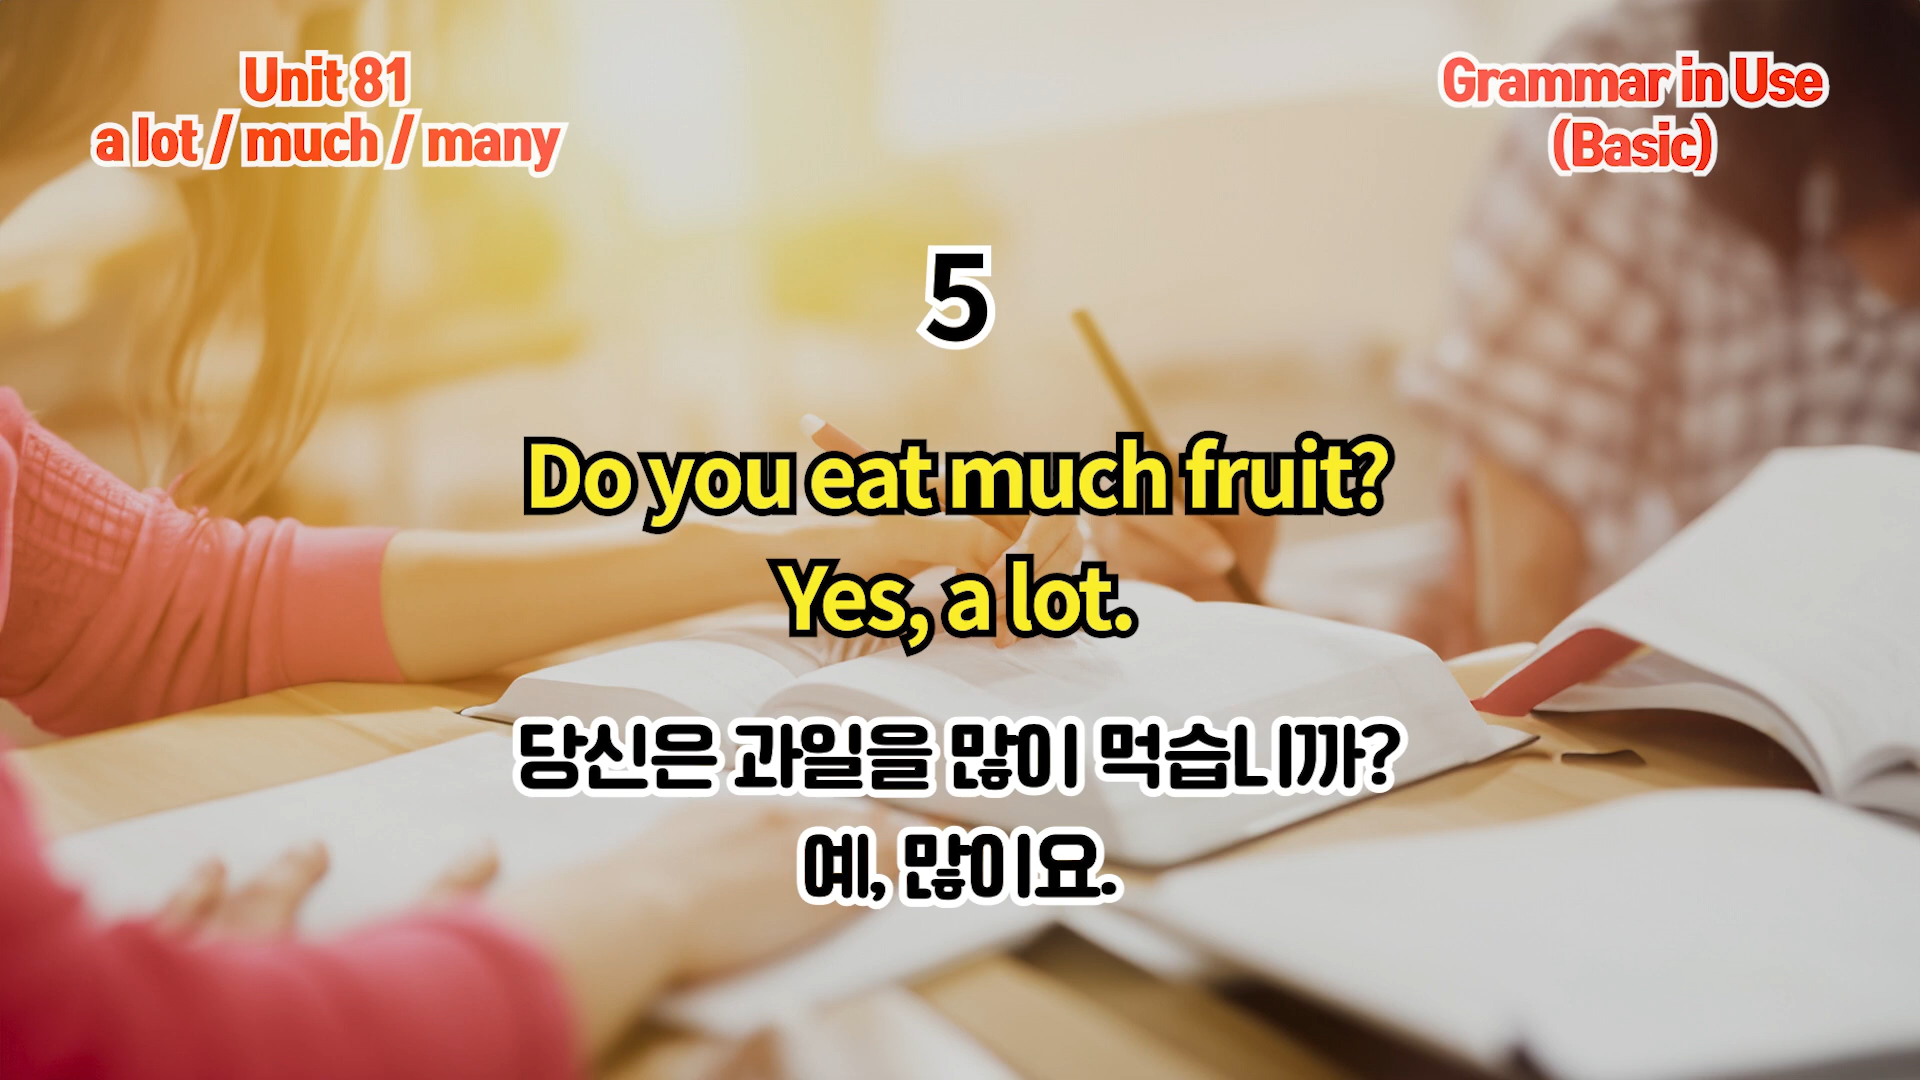 Unit 81
a lot / much / many
Grammar in Use
(Basic)
5
Do you eat much fruit?
Yes, a lot.
당신은 과일을 많이 먹습니까?
예, 많이요.